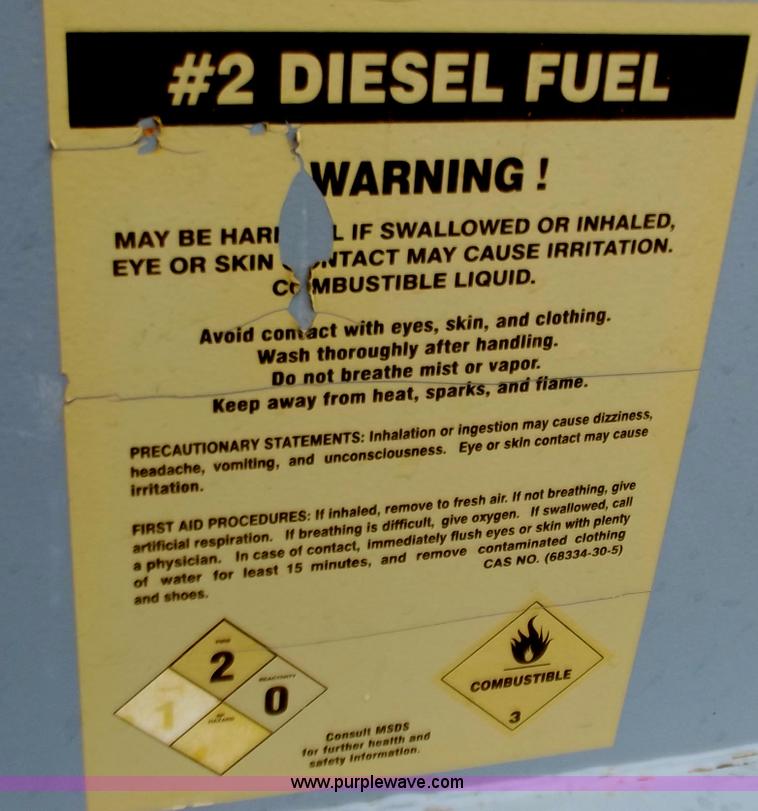 #2 DIESEL FUEL
WARNING !
MAY BE HAR L IF SWALLOWED OR INHALED,
EYE OR SKIN NTACT MAY CAUSE IRRITATION.
COMBUSTIBLE LIQUID.
Avoid contact with eyes, skin, and clothing.
Wash thoroughly after handling.
Do not breathe mist or vapor.
Keep away from heat, sparks, and flame.
PRECAUTIONARY STATEMENTS: Inhalation or ingestion may cause dizziness,
headache, vomiting, and unconsciousness. Eye or skin contact may cause
irritation.
FIRST AID PROCEDURES: If inhaled, remove to fresh air. If not breathing, give
artificial respiration. If breathing is difficult, give oxygen. If swallowed, call
a physician. In case of contact, immediately flush eyes or skin with plenty
of water for least 15 minutes, and remove contaminated clothing
and shoes.
CAS NO. (68334-30-5)
FIRE
2
REACTIVITY
0
1
HAZARD
COMBUSTIBLE
3
Consult MSDS
for further health and
safety information.
www.purplewave.com